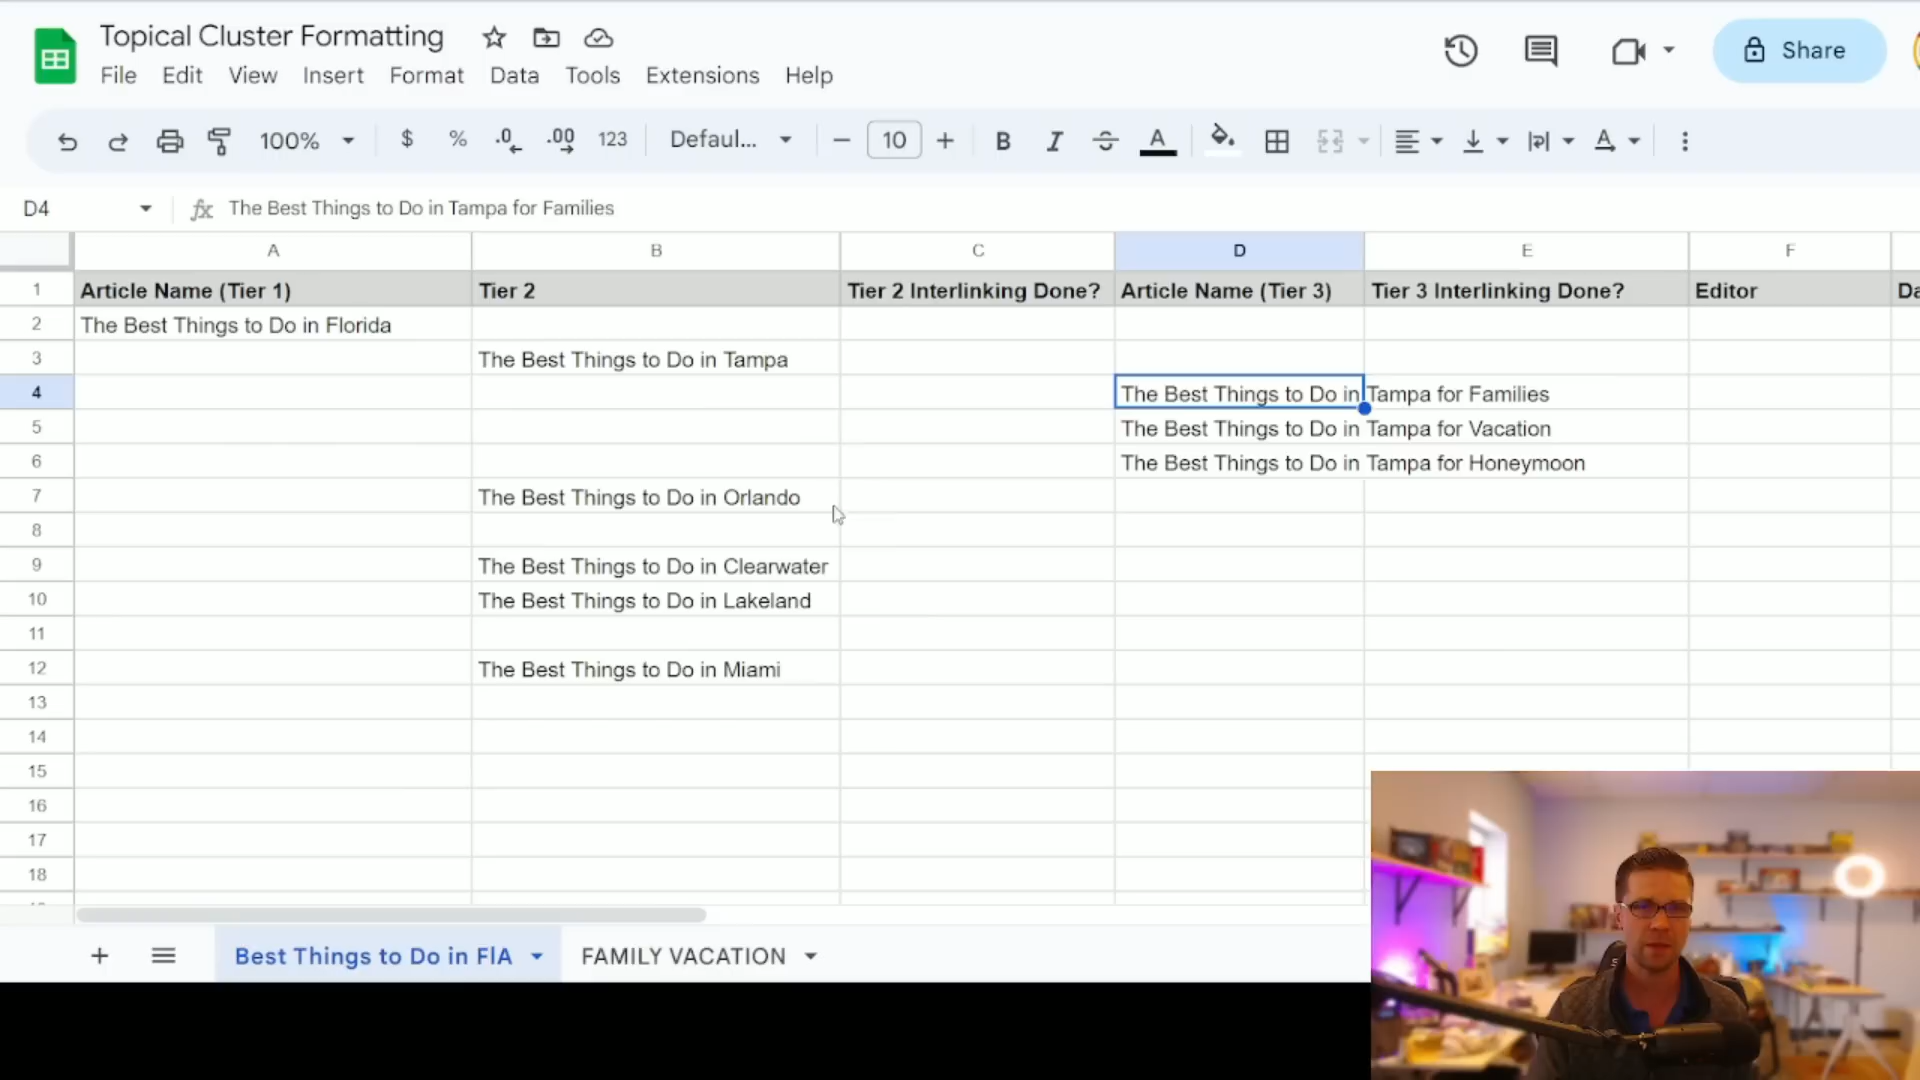 Topical Cluster Formatting
File Edit View Insert Format Data Tools Extensions Help
Share
100% $ % .0 .00 123 Defaul... 10 B I A
D4 fx The Best Things to Do in Tampa for Families
A B C D E F
1 Article Name (Tier 1) Tier 2 Tier 2 Interlinking Done? Article Name (Tier 3) Tier 3 Interlinking Done? Editor Da
2 The Best Things to Do in Florida
3 The Best Things to Do in Tampa
4 The Best Things to Do in Tampa for Families
5 The Best Things to Do in Tampa for Vacation
6 The Best Things to Do in Tampa for Honeymoon
7 The Best Things to Do in Orlando
8
9 The Best Things to Do in Clearwater
10 The Best Things to Do in Lakeland
11
12 The Best Things to Do in Miami
13
14
15
16
17
18
Best Things to Do in FlA FAMILY VACATION